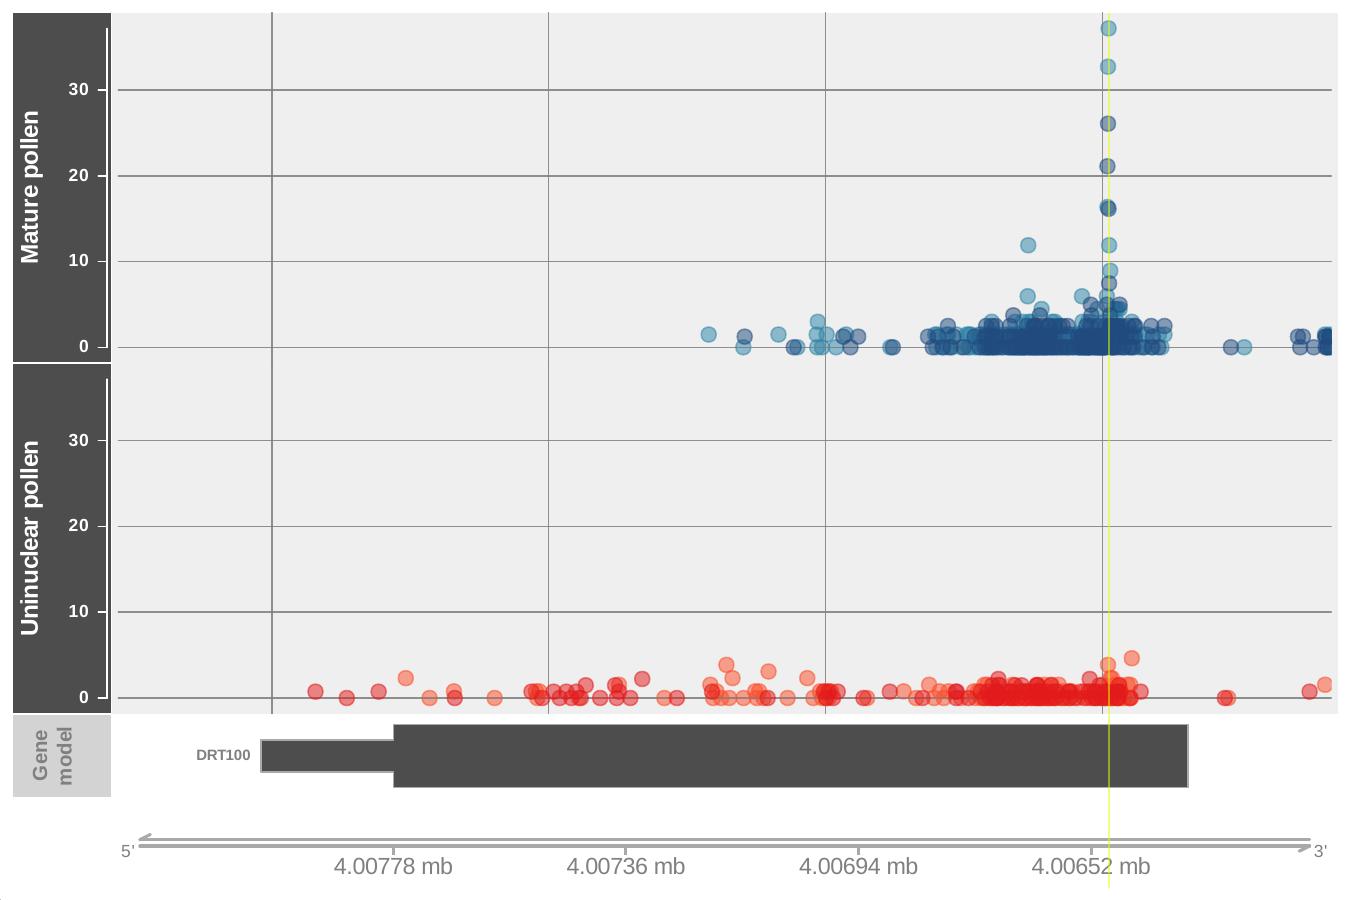 Mature pollen
30
20
10
0
Uninuclear pollen
30
20
10
0
Gene
model
DRT100
5'
3'
4.00778 mb
4.00736 mb
4.00694 mb
4.00652 mb